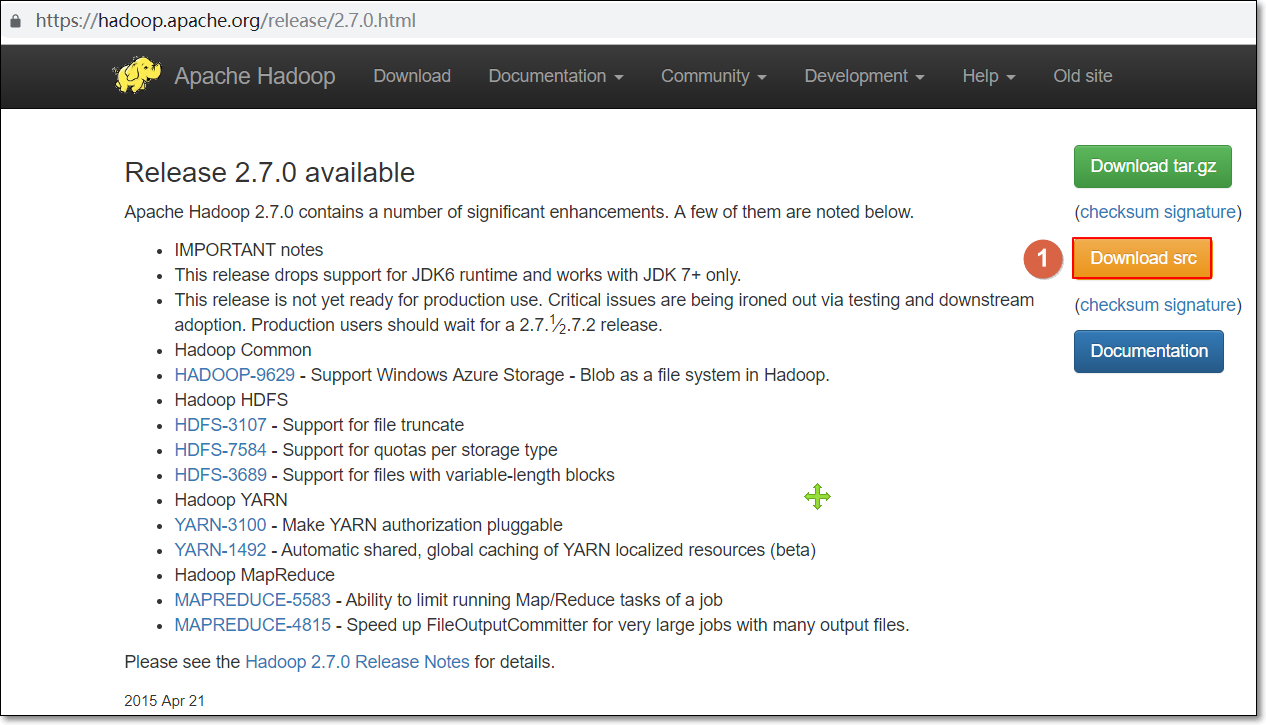 https://hadoop.apache.org/release/2.7.0.html
Apache Hadoop Download Documentation Community Development Help Old site
Release 2.7.0 available
Apache Hadoop 2.7.0 contains a number of significant enhancements. A few of them are noted below.
IMPORTANT notes
This release drops support for JDK6 runtime and works with JDK 7+ only.
This release is not yet ready for production use. Critical issues are being ironed out via testing and downstream
adoption. Production users should wait for a 2.7.½.7.2 release.
Hadoop Common
HADOOP-9629 - Support Windows Azure Storage - Blob as a file system in Hadoop.
Hadoop HDFS
HDFS-3107 - Support for file truncate
HDFS-7584 - Support for quotas per storage type
HDFS-3689 - Support for files with variable-length blocks
Hadoop YARN
YARN-3100 - Make YARN authorization pluggable
YARN-1492 - Automatic shared, global caching of YARN localized resources (beta)
Hadoop MapReduce
MAPREDUCE-5583 - Ability to limit running Map/Reduce tasks of a job
MAPREDUCE-4815 - Speed up FileOutputCommitter for very large jobs with many output files.
Please see the Hadoop 2.7.0 Release Notes for details.
2015 Apr 21
Download tar.gz
(checksum signature)
1 Download src
(checksum signature)
Documentation